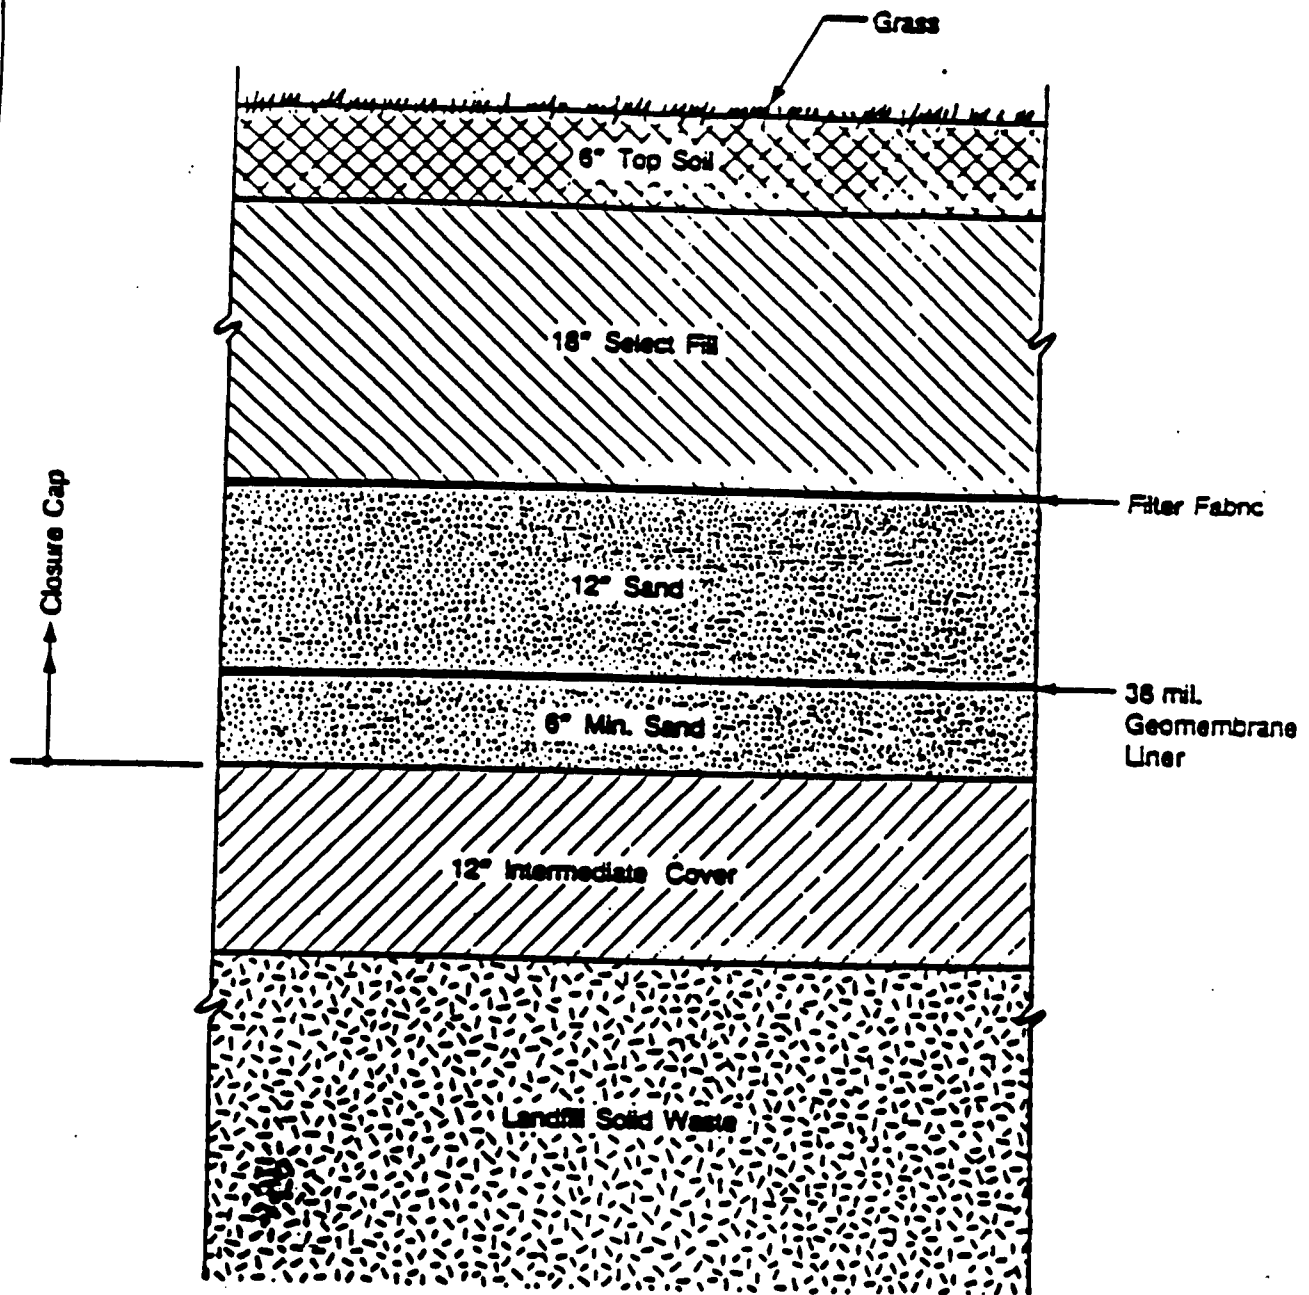 Grass
6" Top Soil
18" Select Fill
Filter Fabric
Closure Cap
12" Sand
36 mil.
Geomembrane
Liner
6" Min. Sand
12" Intermediate Cover
Landfill Solid Waste